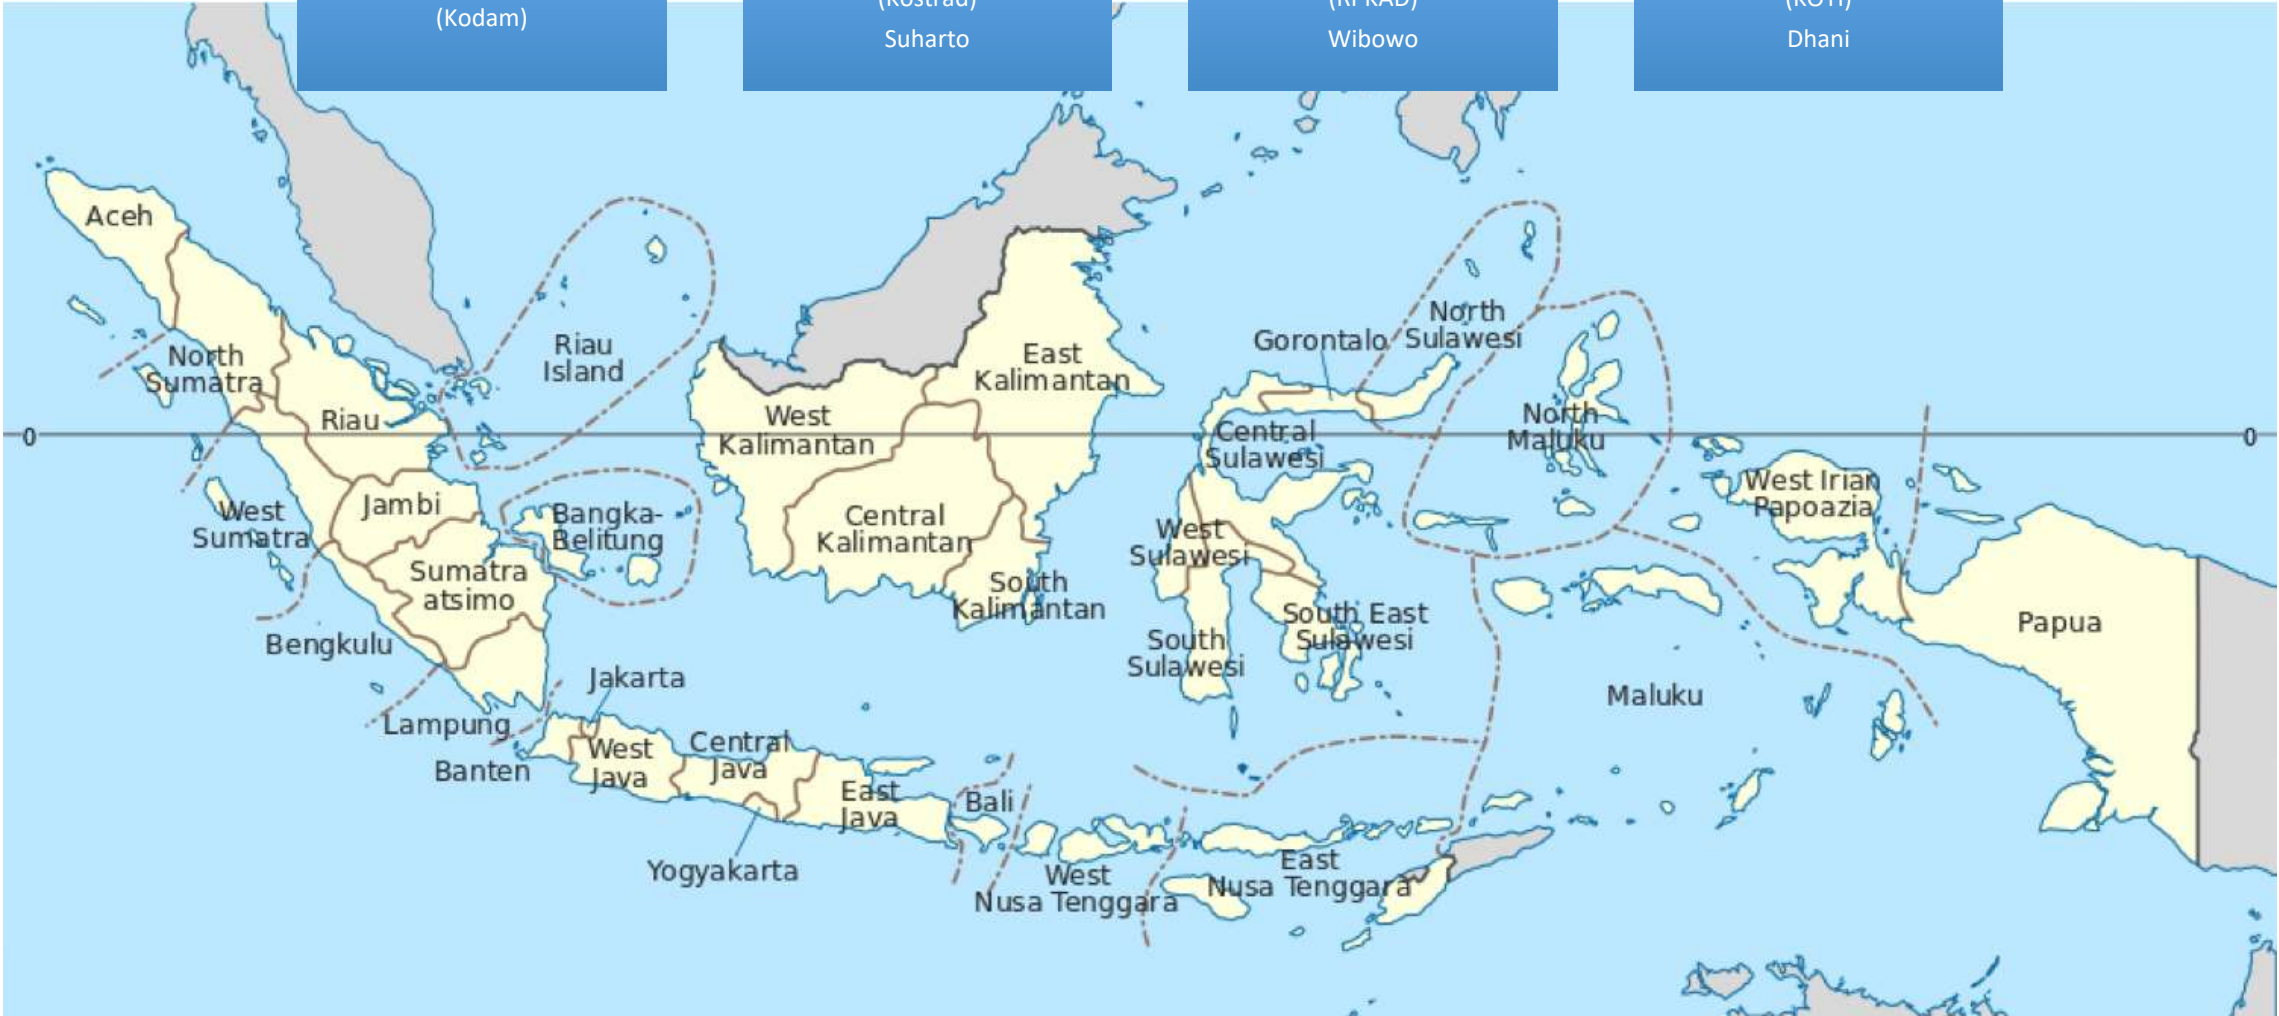 (Kodam)
(Kostrad)
Suharto
(RPKAD)
Wibowo
(KOTI)
Dhani
Aceh
North
Sumatra
Riau
Riau
Island
West
Sumatra
Jambi
Bangka-
Belitung
Sumatra
atsimo
Bengkulu
Lampung
Jakarta
Banten
West
Java
Central
Java
Yogyakarta
East
Java
Bali
West
Nusa Tenggara
East
Nusa Tenggara
West
Kalimantan
Central
Kalimantan
East
Kalimantan
South
Kalimantan
Gorontalo
North
Sulawesi
Central
Sulawesi
West
Sulawesi
South
Sulawesi
South East
Sulawesi
North
Maluku
Maluku
West Irian
Papoazia
Papua
0
0